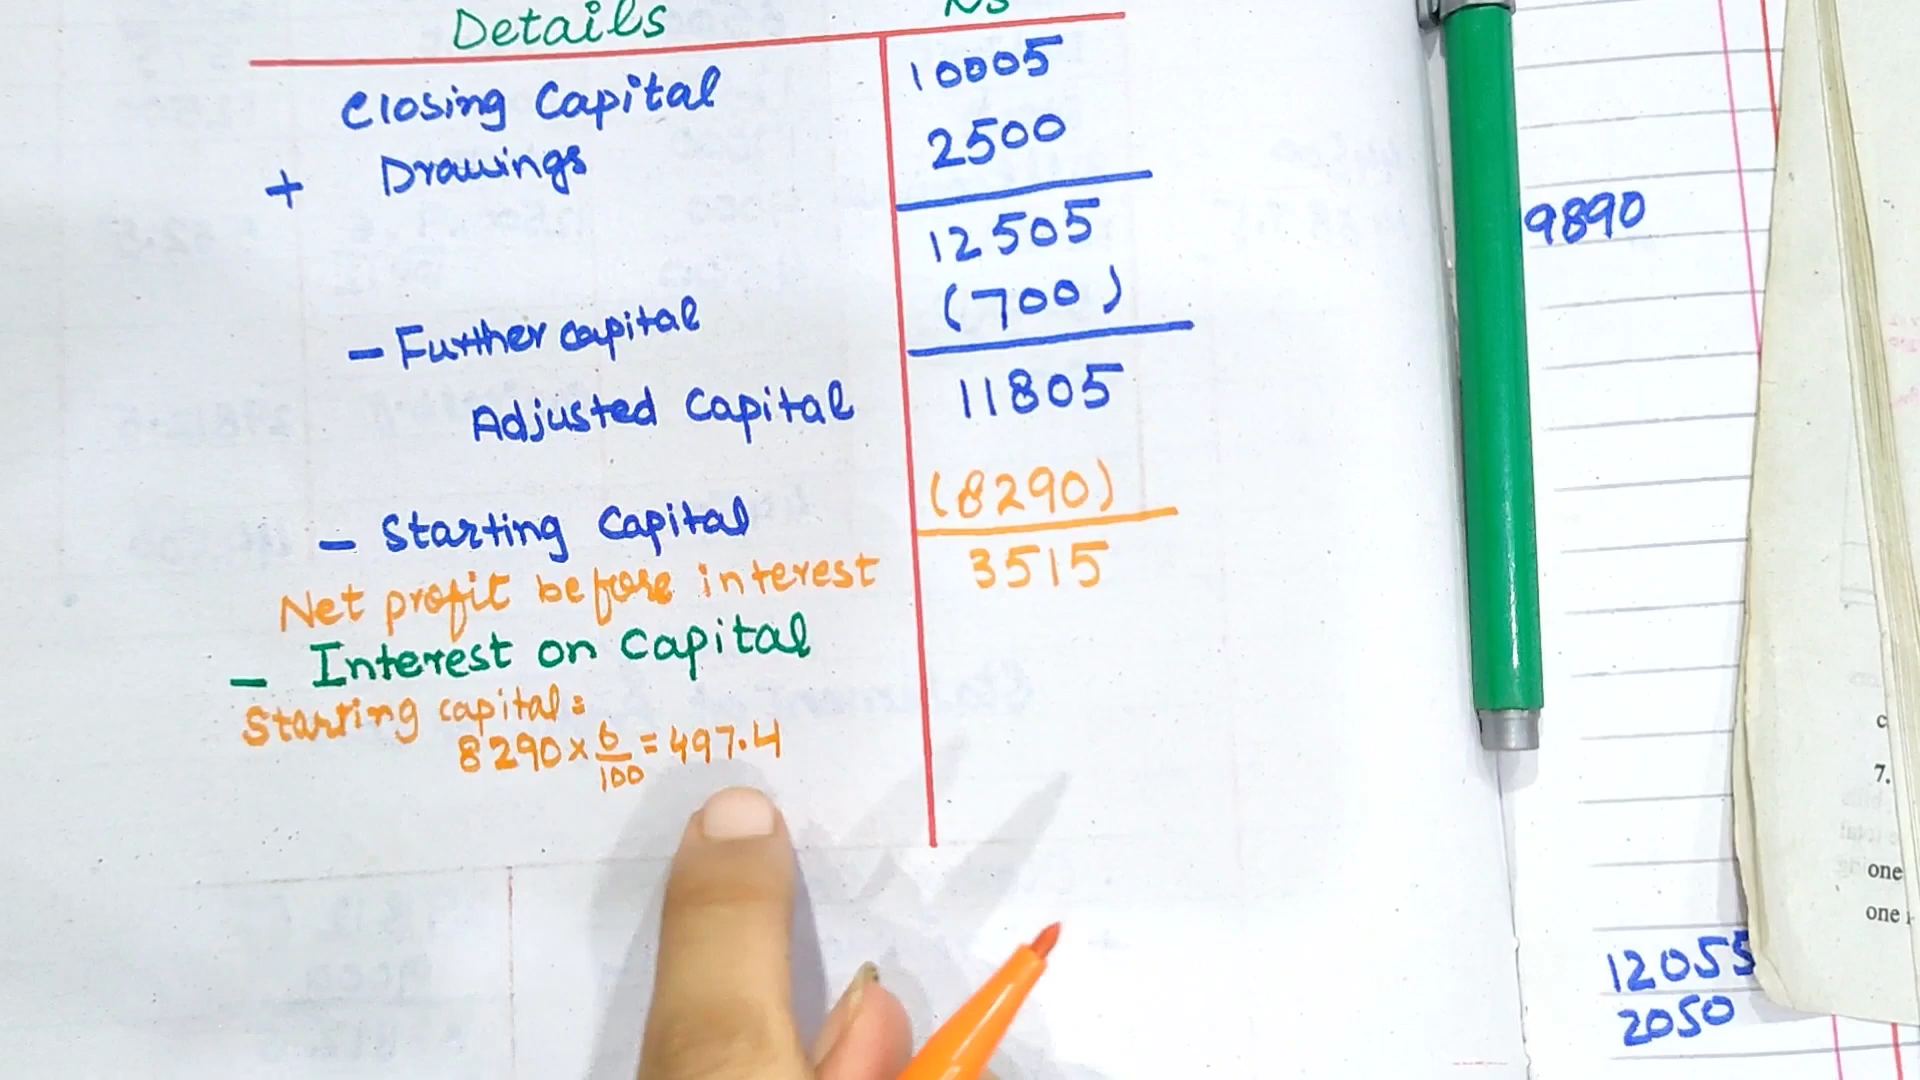 Details Rs
Closing Capital 10005
+ Drawings 2500
12505
9890
- Further capital (700)
Adjusted Capital 11805
- Starting Capital (8290)
Net profit before interest 3515
- Interest on Capital
Starting capital =
8290 × 6/100 = 497.4
7.
one
one
12055
2050